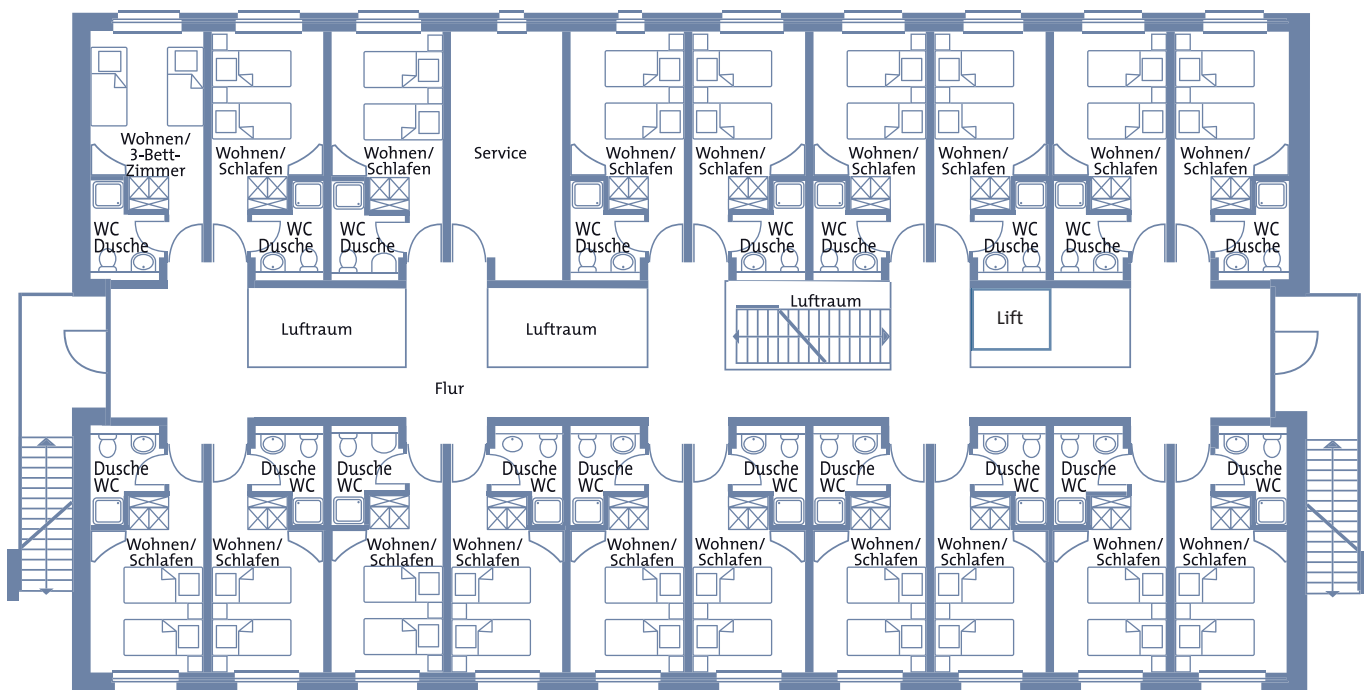 Wohnen/
3-Bett-
Zimmer
Wohnen/
Schlafen
Wohnen/
Schlafen
Service
Wohnen/
Schlafen
Wohnen/
Schlafen
Wohnen/
Schlafen
Wohnen/
Schlafen
Wohnen/
Schlafen
Wohnen/
Schlafen
WC
Dusche
WC
Dusche
WC
Dusche
WC
Dusche
WC
Dusche
WC
Dusche
WC
Dusche
WC
Dusche
WC
Dusche
Luftraum
Luftraum
Luftraum
Lift
Flur
Dusche
WC
Dusche
WC
Dusche
WC
Dusche
WC
Dusche
WC
Dusche
WC
Dusche
WC
Dusche
WC
Dusche
WC
Dusche
WC
Wohnen/
Schlafen
Wohnen/
Schlafen
Wohnen/
Schlafen
Wohnen/
Schlafen
Wohnen/
Schlafen
Wohnen/
Schlafen
Wohnen/
Schlafen
Wohnen/
Schlafen
Wohnen/
Schlafen
Wohnen/
Schlafen